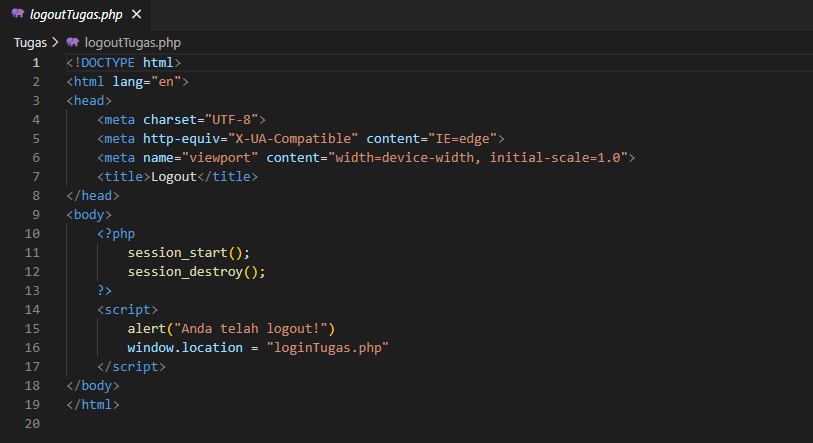 logoutTugas.php ×
Tugas > logoutTugas.php
1 <!DOCTYPE html>
2 <html lang="en">
3 <head>
4 <meta charset="UTF-8">
5 <meta http-equiv="X-UA-Compatible" content="IE=edge">
6 <meta name="viewport" content="width=device-width, initial-scale=1.0">
7 <title>Logout</title>
8 </head>
9 <body>
10 <?php
11 session_start();
12 session_destroy();
13 ?>
14 <script>
15 alert("Anda telah logout!")
16 window.location = "loginTugas.php"
17 </script>
18 </body>
19 </html>
20